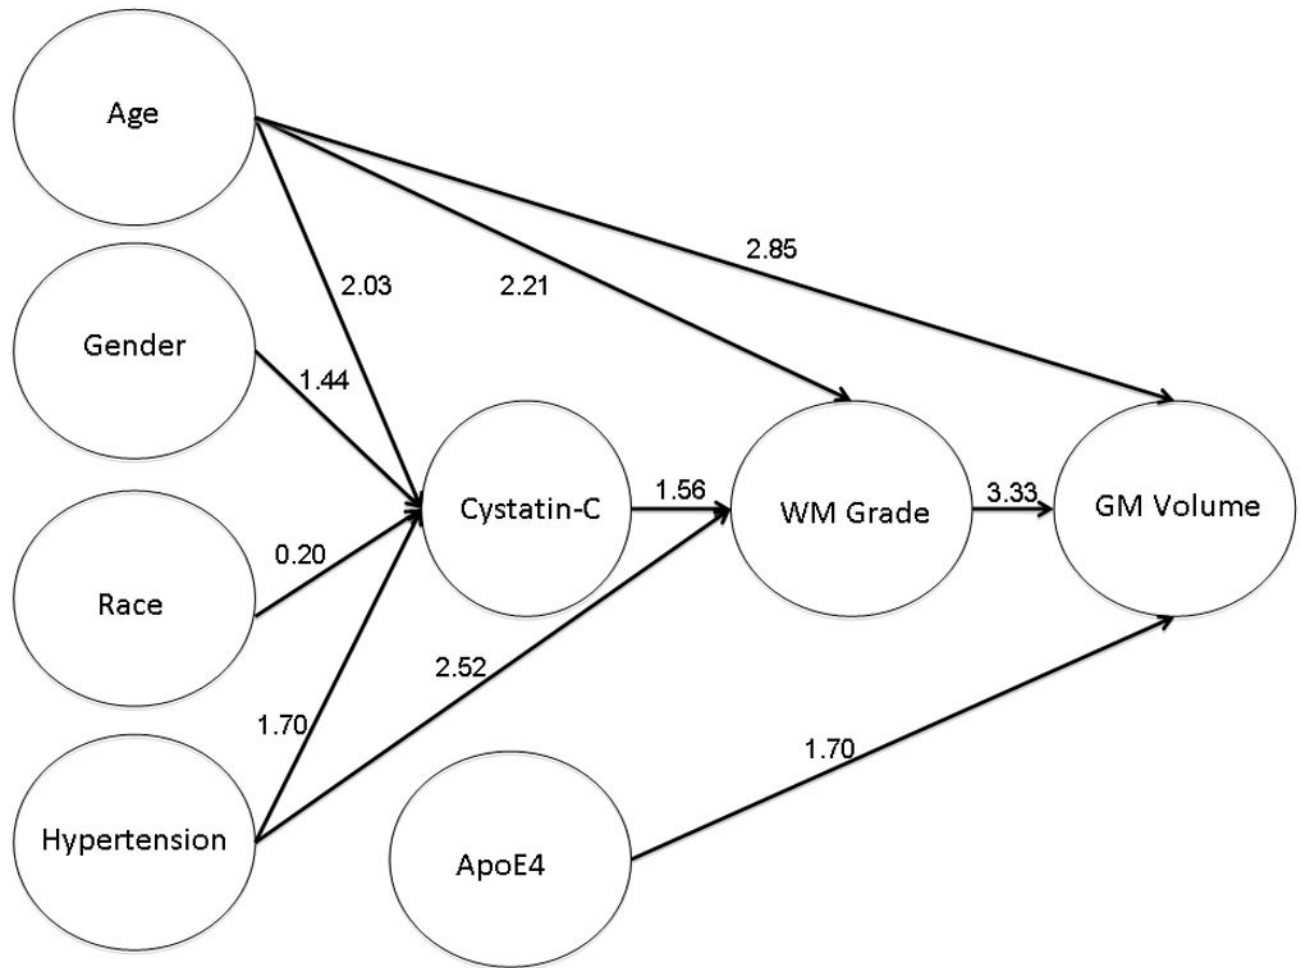 Age
2.85
2.03
2.21
Gender
1.44
Cystatin-C
1.56
WM Grade
3.33
GM Volume
0.20
Race
2.52
1.70
1.70
Hypertension
ApoE4